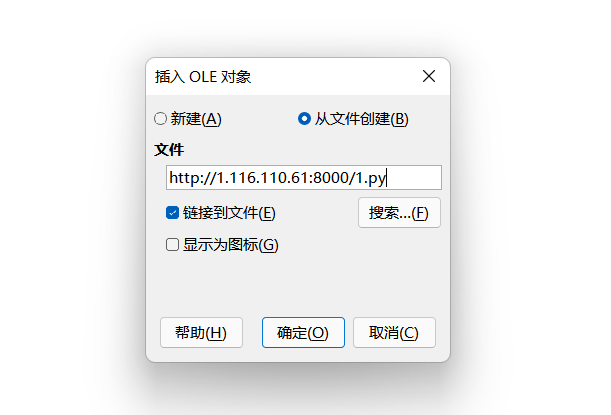 插入 OLE 对象
新建(A) 从文件创建(B)
文件
http://1.116.110.61:8000/1.py
链接到文件(E) 搜索...(F)
显示为图标(G)
帮助(H) 确定(O) 取消(C)